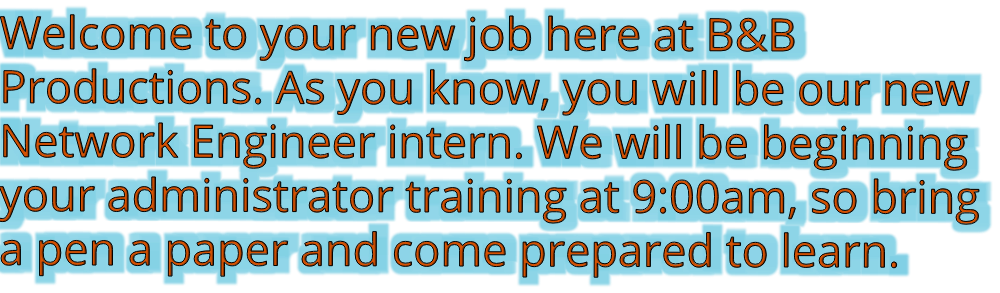 Welcome to your new job here at B&B
Productions. As you know, you will be our new
Network Engineer intern. We will be beginning
your administrator training at 9:00am, so bring
a pen a paper and come prepared to learn.